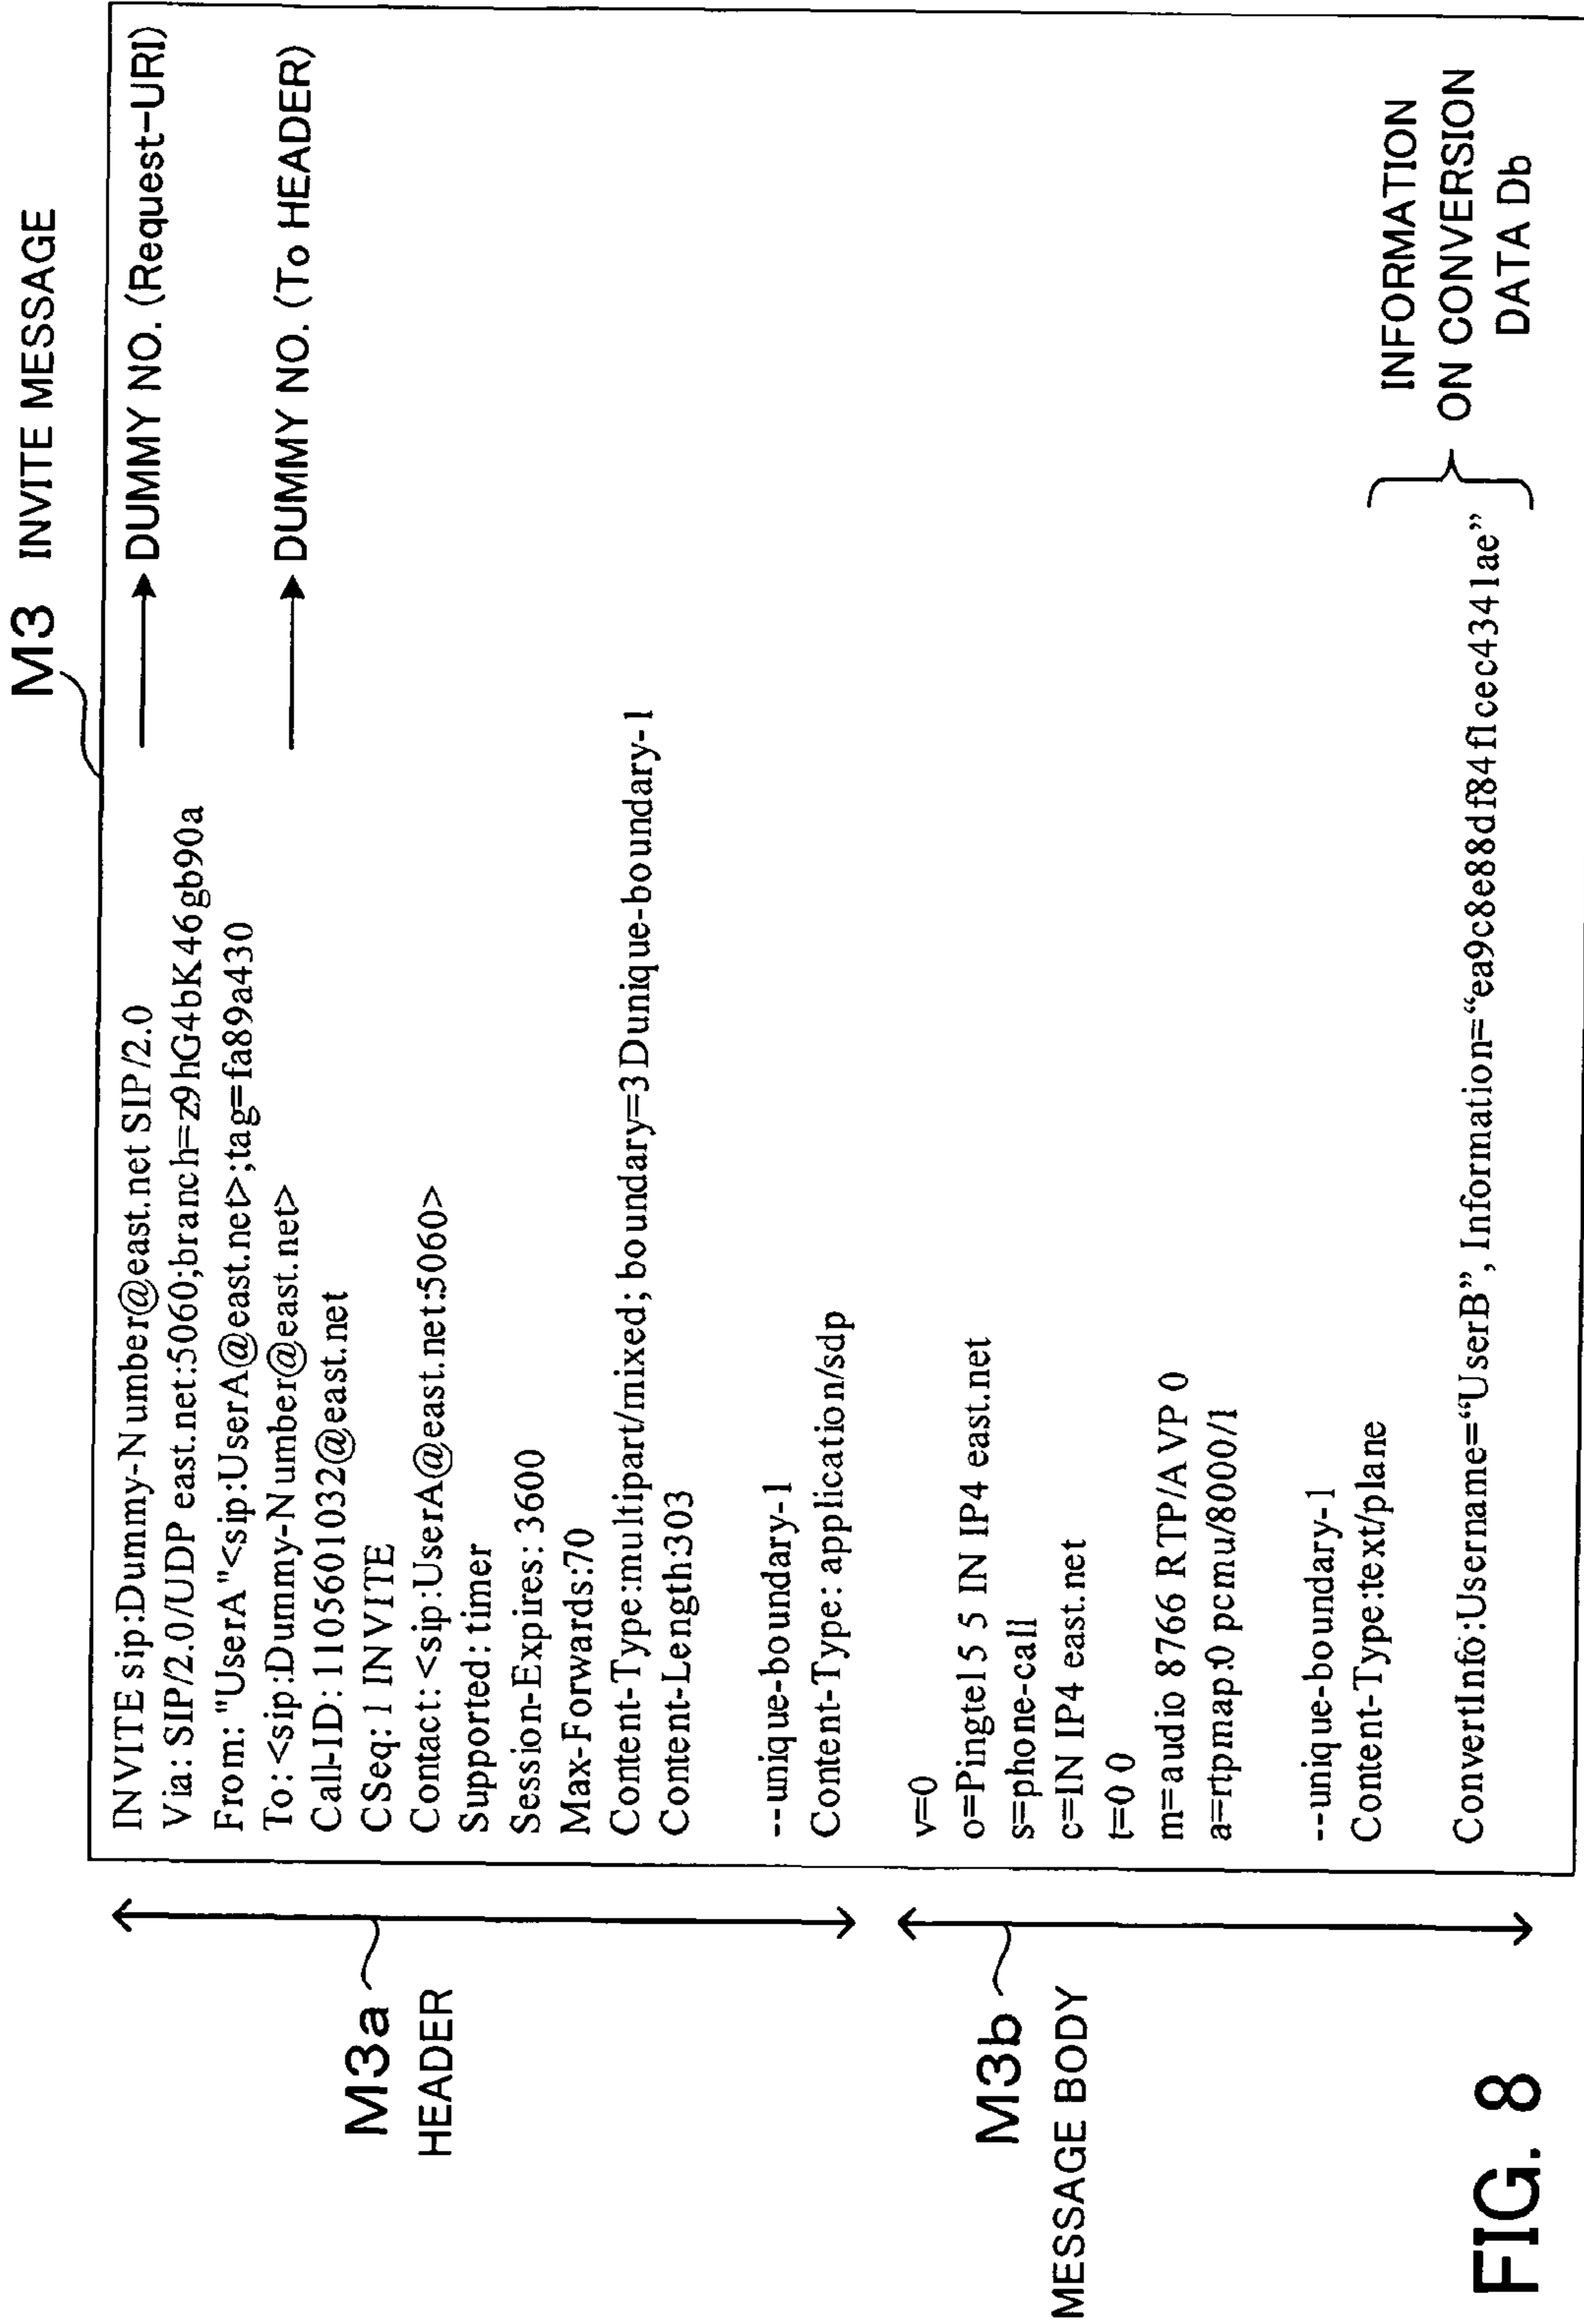 M3 INVITE MESSAGE
INVITE sip:Dummy-Number@east.net SIP/2.0
DUMMY NO. (Request-URI)
Via: SIP/2.0/UDP east.net:5060;branch=z9hG4bK46gb90a
From: "UserA"<sip:UserA@east.net>;tag=fa89a430
To: <sip:Dummy-Number@east.net>
DUMMY NO. (To HEADER)
Call-ID: 1105601032@east.net
CSeq: 1 INVITE
Contact: <sip:UserA@east.net:5060>
Supported: timer
Session-Expires: 3600
Max-Forwards:70
Content-Type:multipart/mixed; boundary=3Dunique-boundary-1
Content-Length:303
--unique-boundary-1
Content-Type: application/sdp
M3a
HEADER
v=0
o=Pingtel5 5 IN IP4 east.net
s=phone-call
c=IN IP4 east.net
t=0 0
m=audio 8766 RTP/AVP 0
a=rtpmap:0 pcmu/8000/1
--unique-boundary-1
Content-Type:text/plane
ConvertInfo:Username=“UserB”, Information=“ea9c8e88df84f1cec4341ae”
INFORMATION
ON CONVERSION
DATA Db
M3b
MESSAGE BODY
FIG. 8